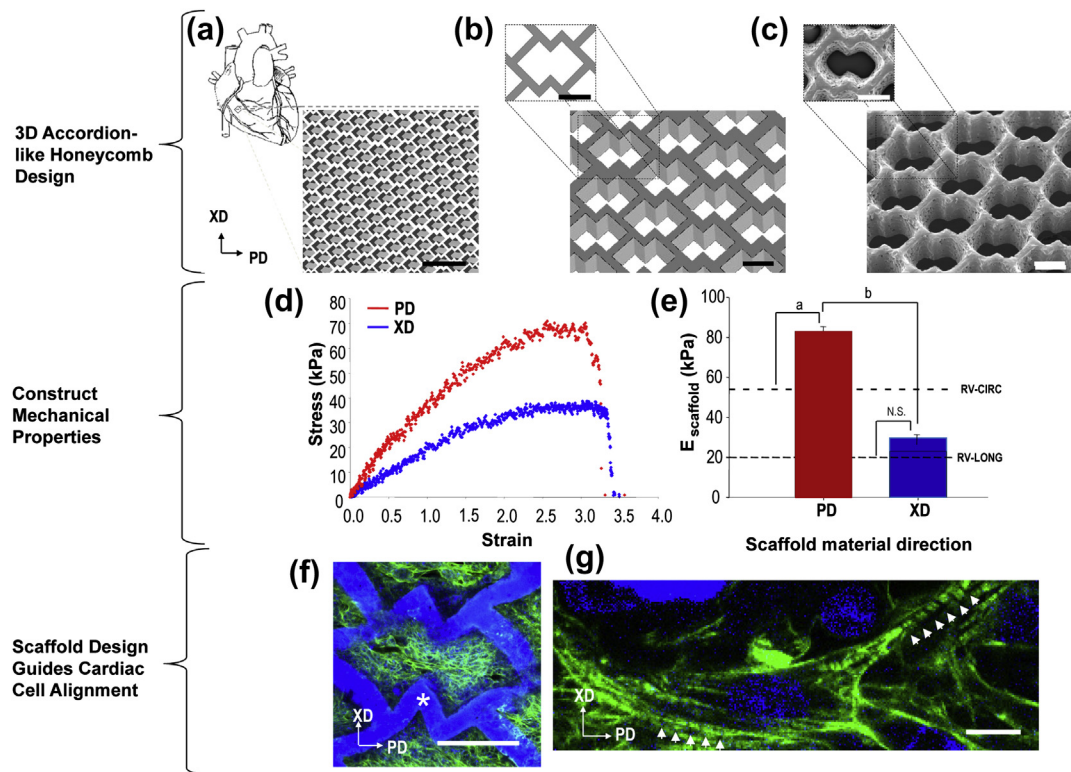 (a)
(b)
(c)
3D Accordion-
like Honeycomb
Design
XD
PD
(d)
PD
XD
Stress (kPa)
80
70
60
50
40
30
20
10
0
0.0
0.5
1.0
1.5
2.0
2.5
3.0
3.5
4.0
Strain
Construct
Mechanical
Properties
(e)
E scaffold (kPa)
100
80
60
40
20
0
a
b
N.S.
RV-CIRC
RV-LONG
PD
XD
Scaffold material direction
Scaffold Design
Guides Cardiac
Cell Alignment
(f)
*
XD
PD
(g)
XD
PD